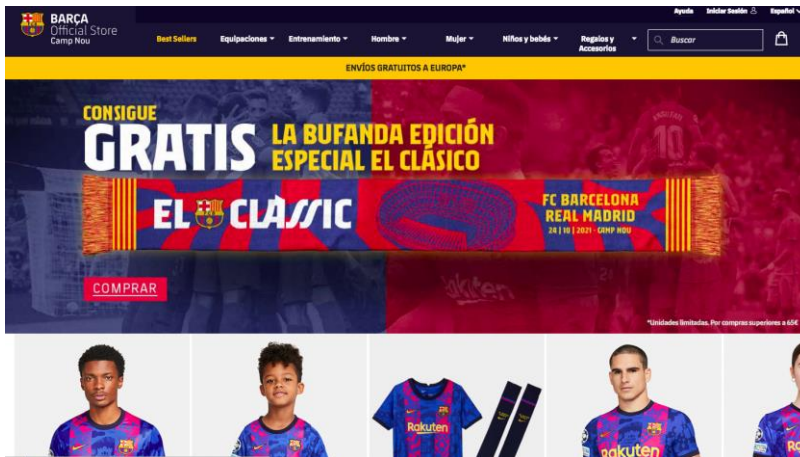 Ayuda Iniciar Sesión Español
BARÇA
Official Store
Camp Nou
Best Sellers Equipaciones Entrenamiento Hombre Mujer Niños y bebés Regalos y Accesorios Buscar
ENVÍOS GRATUITOS A EUROPA*
CONSIGUE
GRATIS LA BUFANDA EDICIÓN
ESPECIAL EL CLÁSICO
EL CLÀSSIC
FC BARCELONA
REAL MADRID
24 | 10 | 2021 - CAMP NOU
COMPRAR
*Unidades limitadas. Por compras superiores a 65€
Rakuten
Rakuten